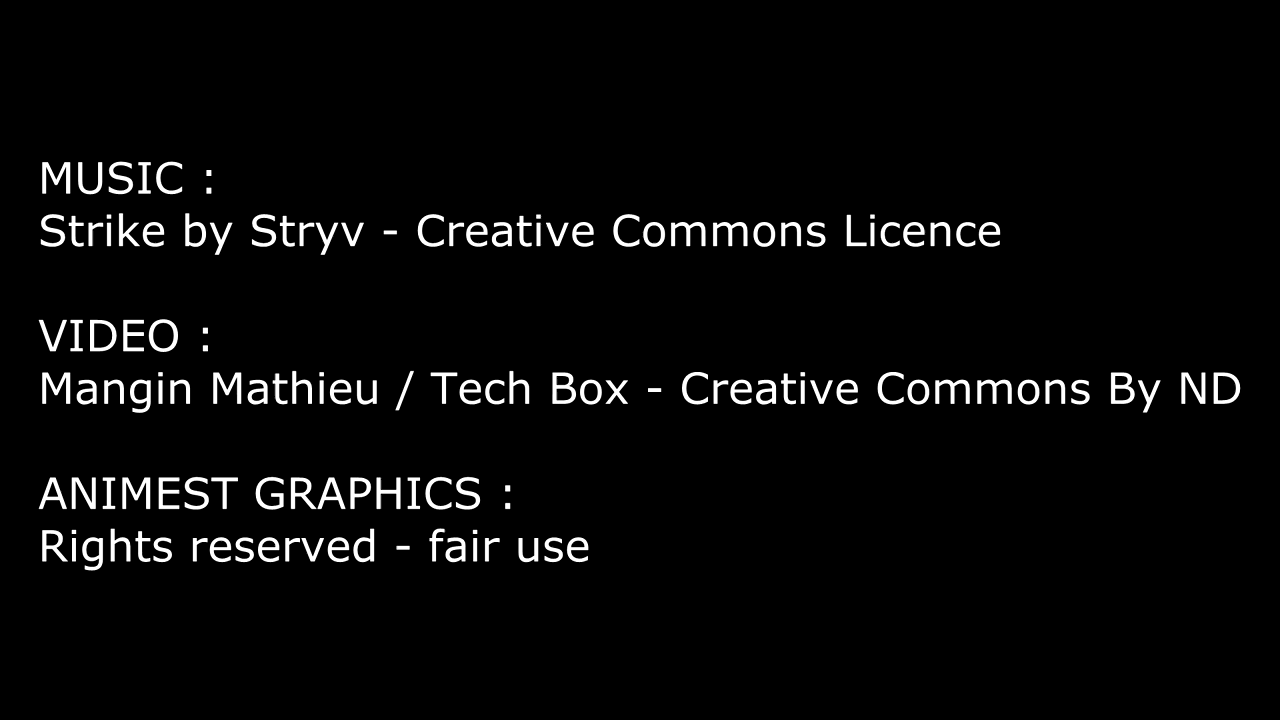 MUSIC :
Strike by Stryv - Creative Commons Licence
VIDEO :
Mangin Mathieu / Tech Box - Creative Commons By ND
ANIMEST GRAPHICS :
Rights reserved - fair use